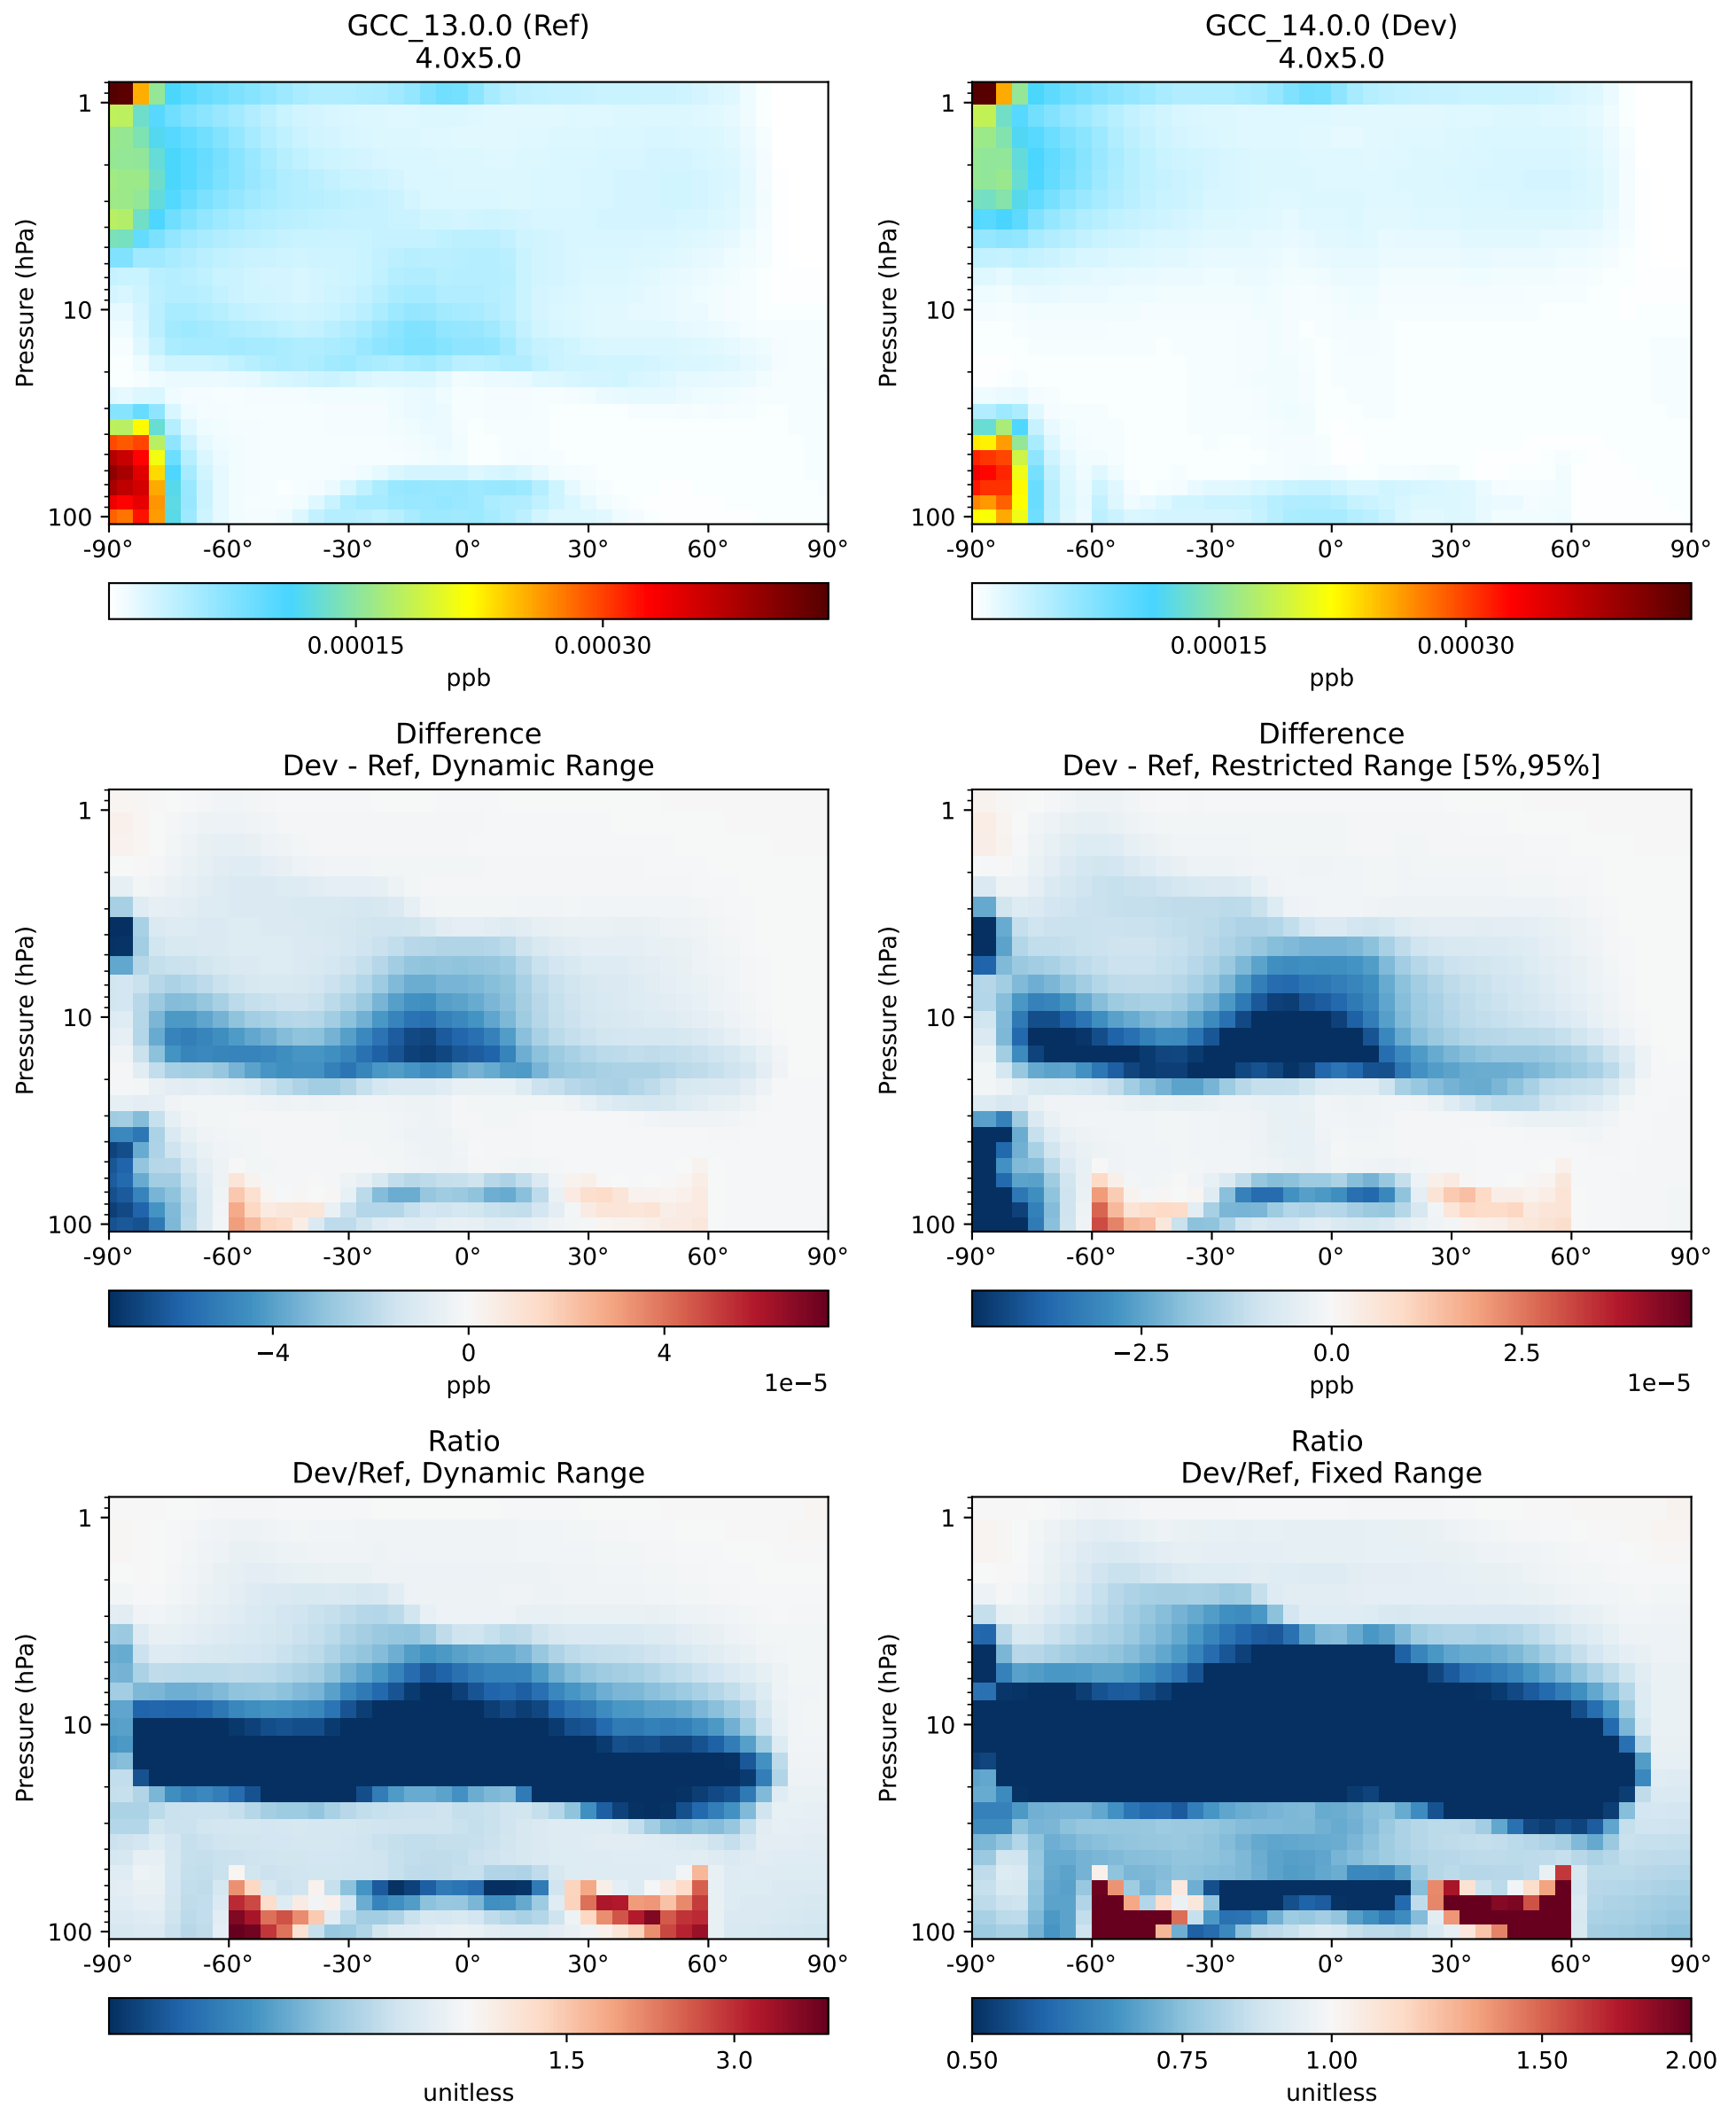 GCC_13.0.0 (Ref)
4.0x5.0
GCC_14.0.0 (Dev)
4.0x5.0
Pressure (hPa)
1
10
100
-90°
-60°
-30°
0°
30°
60°
90°
0.00015
0.00030
ppb
Pressure (hPa)
1
10
100
-90°
-60°
-30°
0°
30°
60°
90°
0.00015
0.00030
ppb
Difference
Dev - Ref, Dynamic Range
Difference
Dev - Ref, Restricted Range [5%,95%]
Pressure (hPa)
1
10
100
-90°
-60°
-30°
0°
30°
60°
90°
−4
0
4
1e−5
ppb
Pressure (hPa)
1
10
100
-90°
-60°
-30°
0°
30°
60°
90°
−2.5
0.0
2.5
1e−5
ppb
Ratio
Dev/Ref, Dynamic Range
Ratio
Dev/Ref, Fixed Range
Pressure (hPa)
1
10
100
-90°
-60°
-30°
0°
30°
60°
90°
1.5
3.0
unitless
Pressure (hPa)
1
10
100
-90°
-60°
-30°
0°
30°
60°
90°
0.50
0.75
1.00
1.50
2.00
unitless